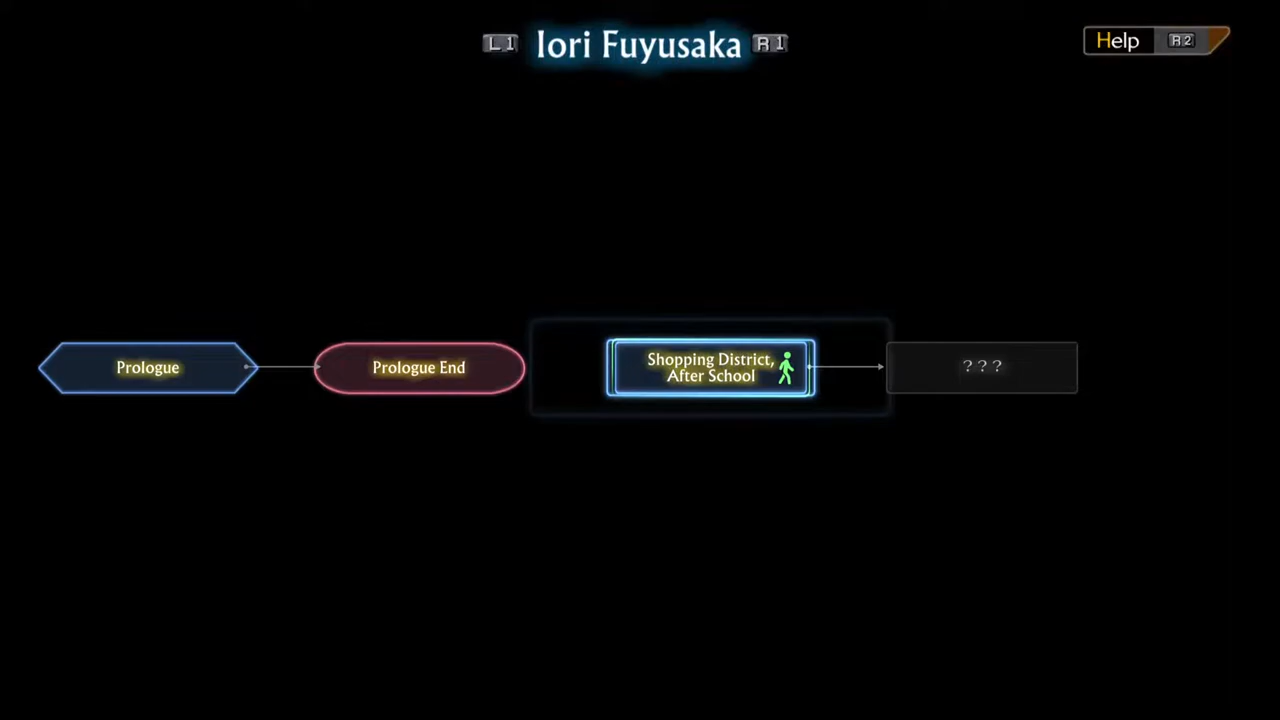 L1 Iori Fuyusaka R1
Help R2
Prologue
Prologue End
Shopping District,
After School
???